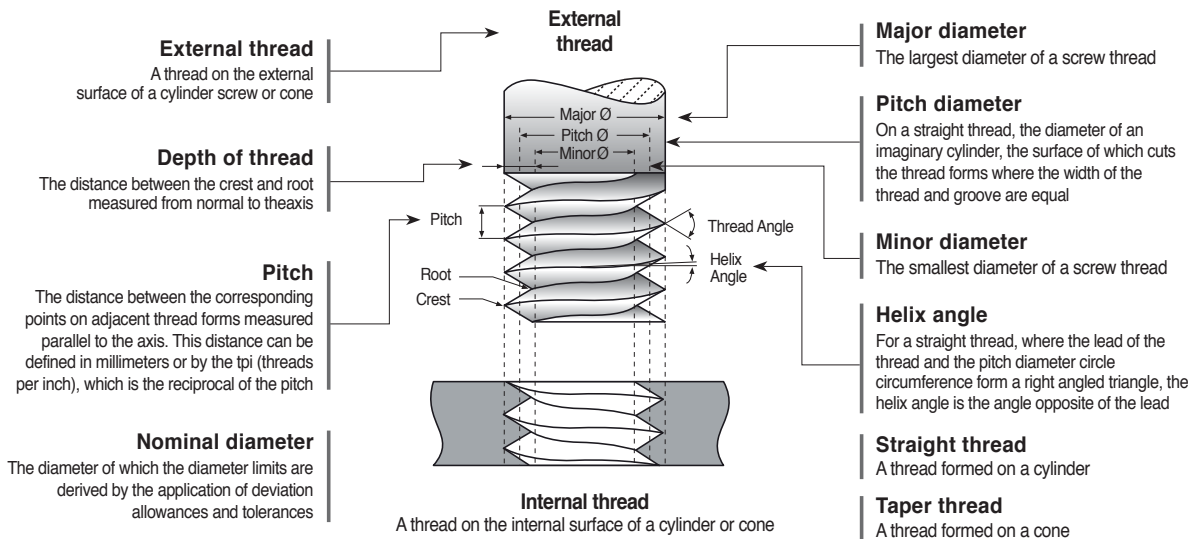 External thread
A thread on the external
surface of a cylinder screw or cone
Depth of thread
The distance between the crest and root
measured from normal to theaxis
Pitch
The distance between the corresponding
points on adjacent thread forms measured
parallel to the axis. This distance can be
defined in millimeters or by the tpi (threads
per inch), which is the reciprocal of the pitch
Nominal diameter
The diameter of which the diameter limits are
derived by the application of deviation
allowances and tolerances
External
thread
Major Ø
Pitch Ø
Minor Ø
Pitch
Thread Angle
Helix
Angle
Root
Crest
Internal thread
A thread on the internal surface of a cylinder or cone
Major diameter
The largest diameter of a screw thread
Pitch diameter
On a straight thread, the diameter of an
imaginary cylinder, the surface of which cuts
the thread forms where the width of the
thread and groove are equal
Minor diameter
The smallest diameter of a screw thread
Helix angle
For a straight thread, where the lead of the
thread and the pitch diameter circle
circumference form a right angled triangle, the
helix angle is the angle opposite of the lead
Straight thread
A thread formed on a cylinder
Taper thread
A thread formed on a cone